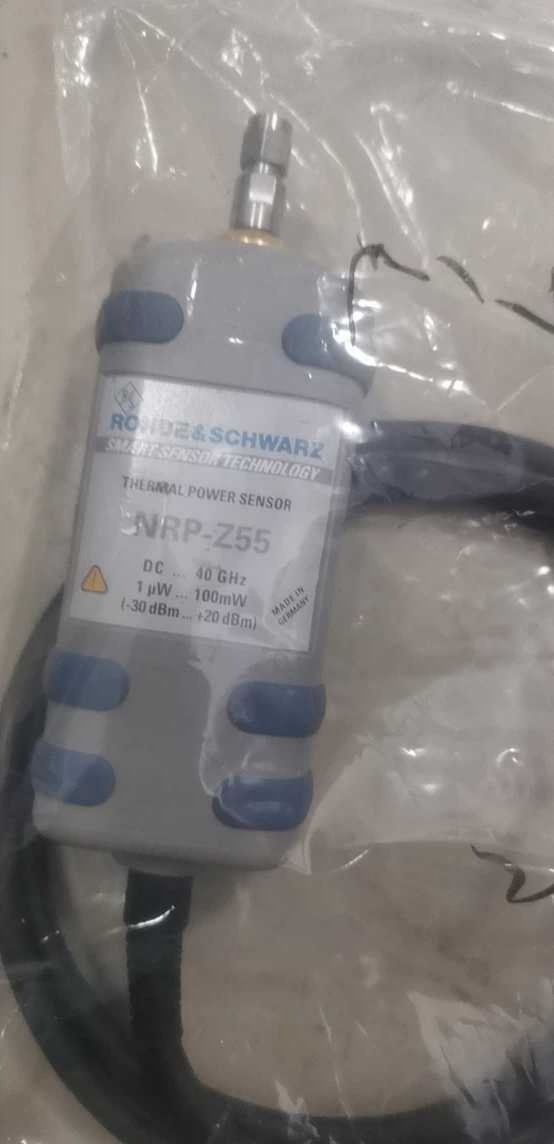 R&S
ROHDE&SCHWARZ
SMART SENSOR TECHNOLOGY
THERMAL POWER SENSOR
NRP-Z55
DC ... 40 GHz
1 µW ... 100mW
(-30 dBm ... +20 dBm)
MADE IN
GERMANY